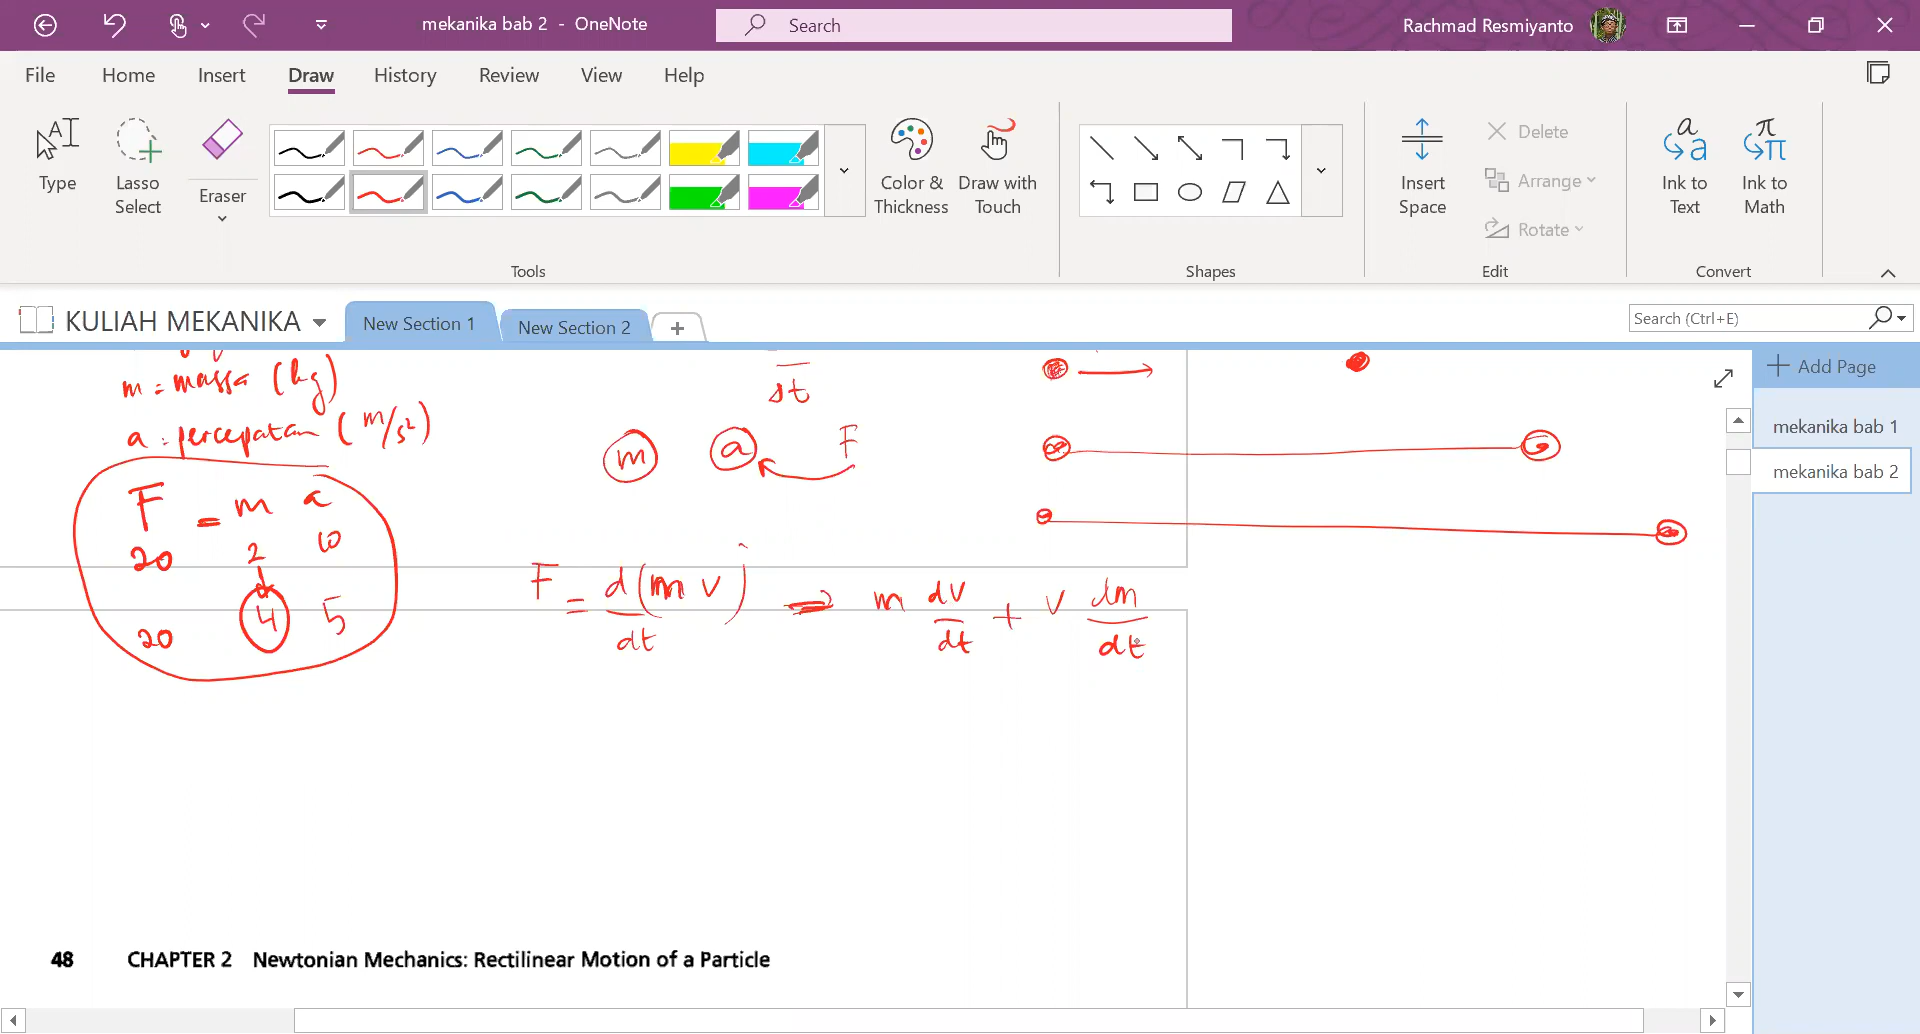 mekanika bab 2 - OneNote
Search
Rachmad Resmiyanto
File Home Insert Draw History Review View Help
Type
Lasso Select
Eraser
Color & Thickness
Draw with Touch
Insert Space
Delete
Arrange
Rotate
Ink to Text
Ink to Math
Tools
Shapes
Edit
Convert
KULIAH MEKANIKA
New Section 1
New Section 2
+
Search (Ctrl+E)
Add Page
mekanika bab 1
mekanika bab 2
m = massa (kg)
a = percepatan (m/s²)
st
m a F
F = m a
20 2 10
20 4 5
F = d(m v)/dt ⇒ m dv/dt + v dm/dt
48 CHAPTER 2 Newtonian Mechanics: Rectilinear Motion of a Particle